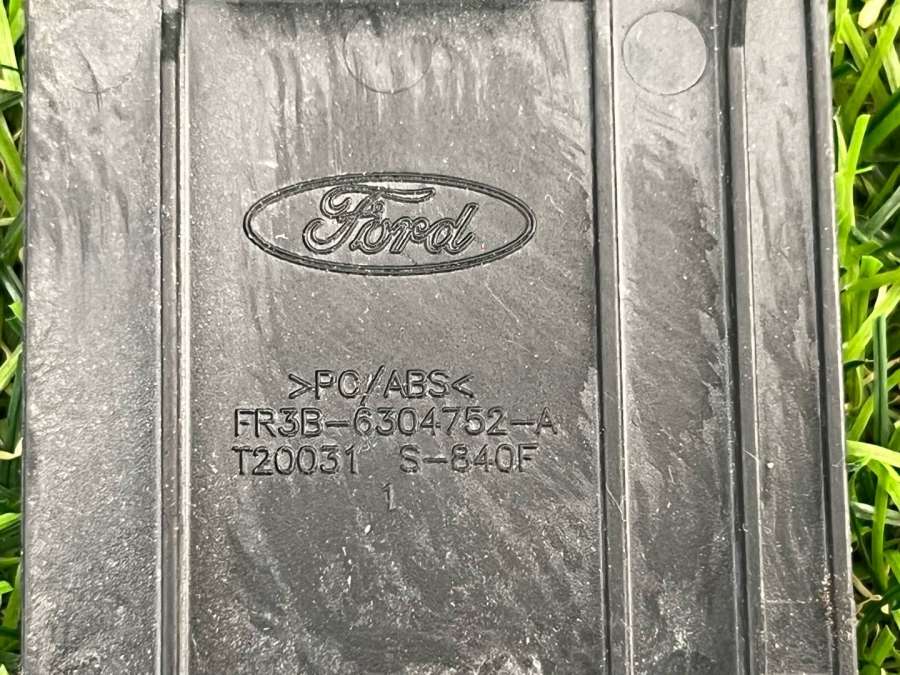 Ford
>PC/ABS<
FR3B-6304752-A
T20031 S-840F
1